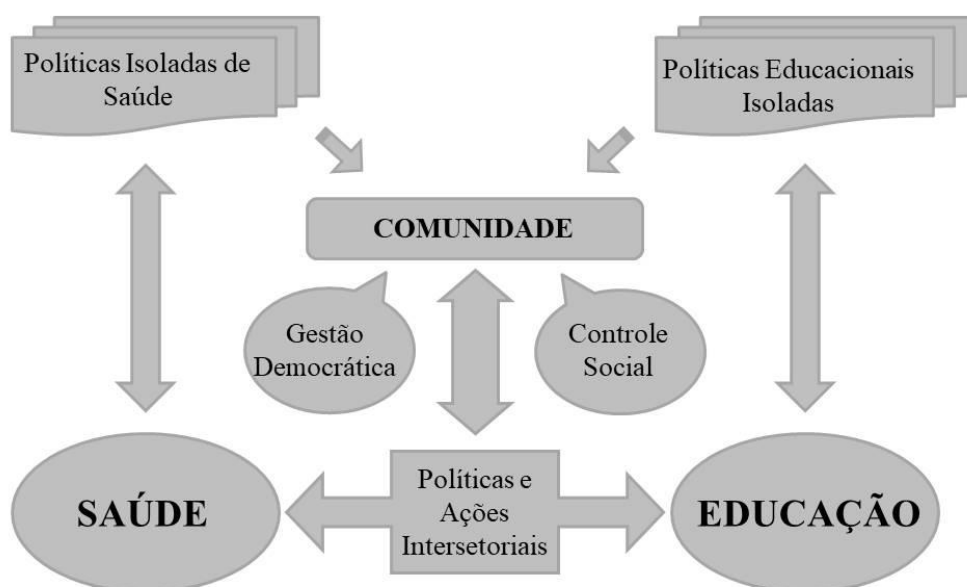 Políticas Isoladas de
Saúde
Políticas Educacionais
Isoladas
COMUNIDADE
Gestão
Democrática
Controle
Social
SAÚDE
Políticas e
Ações
Intersetoriais
EDUCAÇÃO